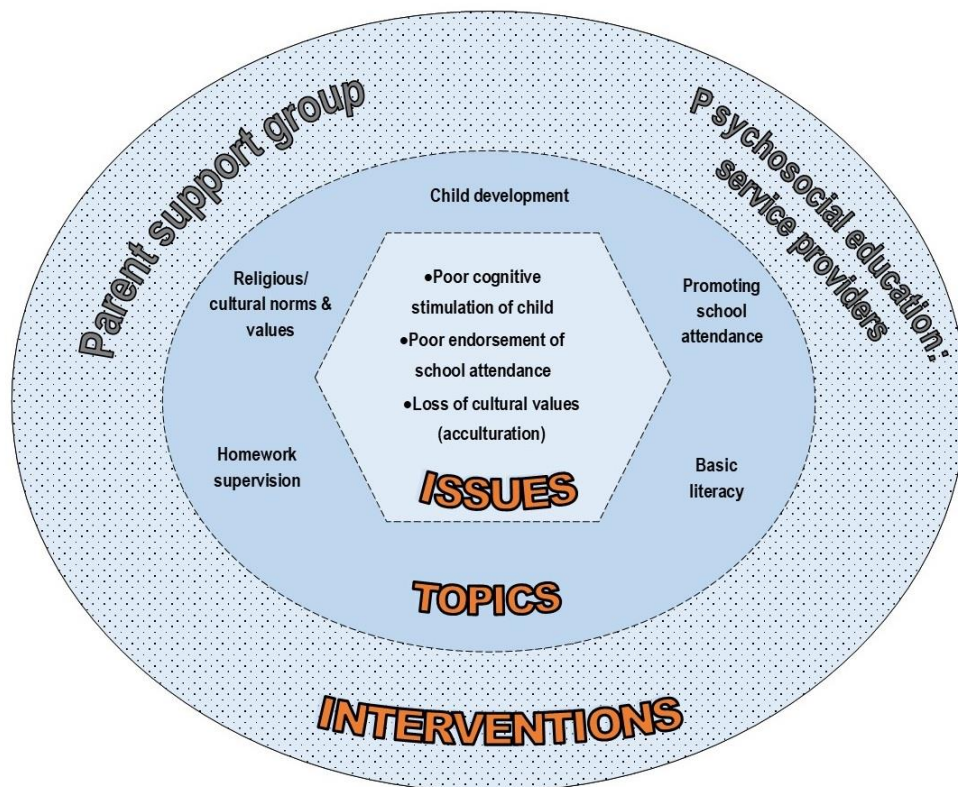 Parent support group
Psychosocial education:
service providers
Child development
Religious/
cultural norms &
values
Promoting
school
attendance
•Poor cognitive
stimulation of child
•Poor endorsement of
school attendance
•Loss of cultural values
(acculturation)
Homework
supervision
Basic
literacy
ISSUES
TOPICS
INTERVENTIONS